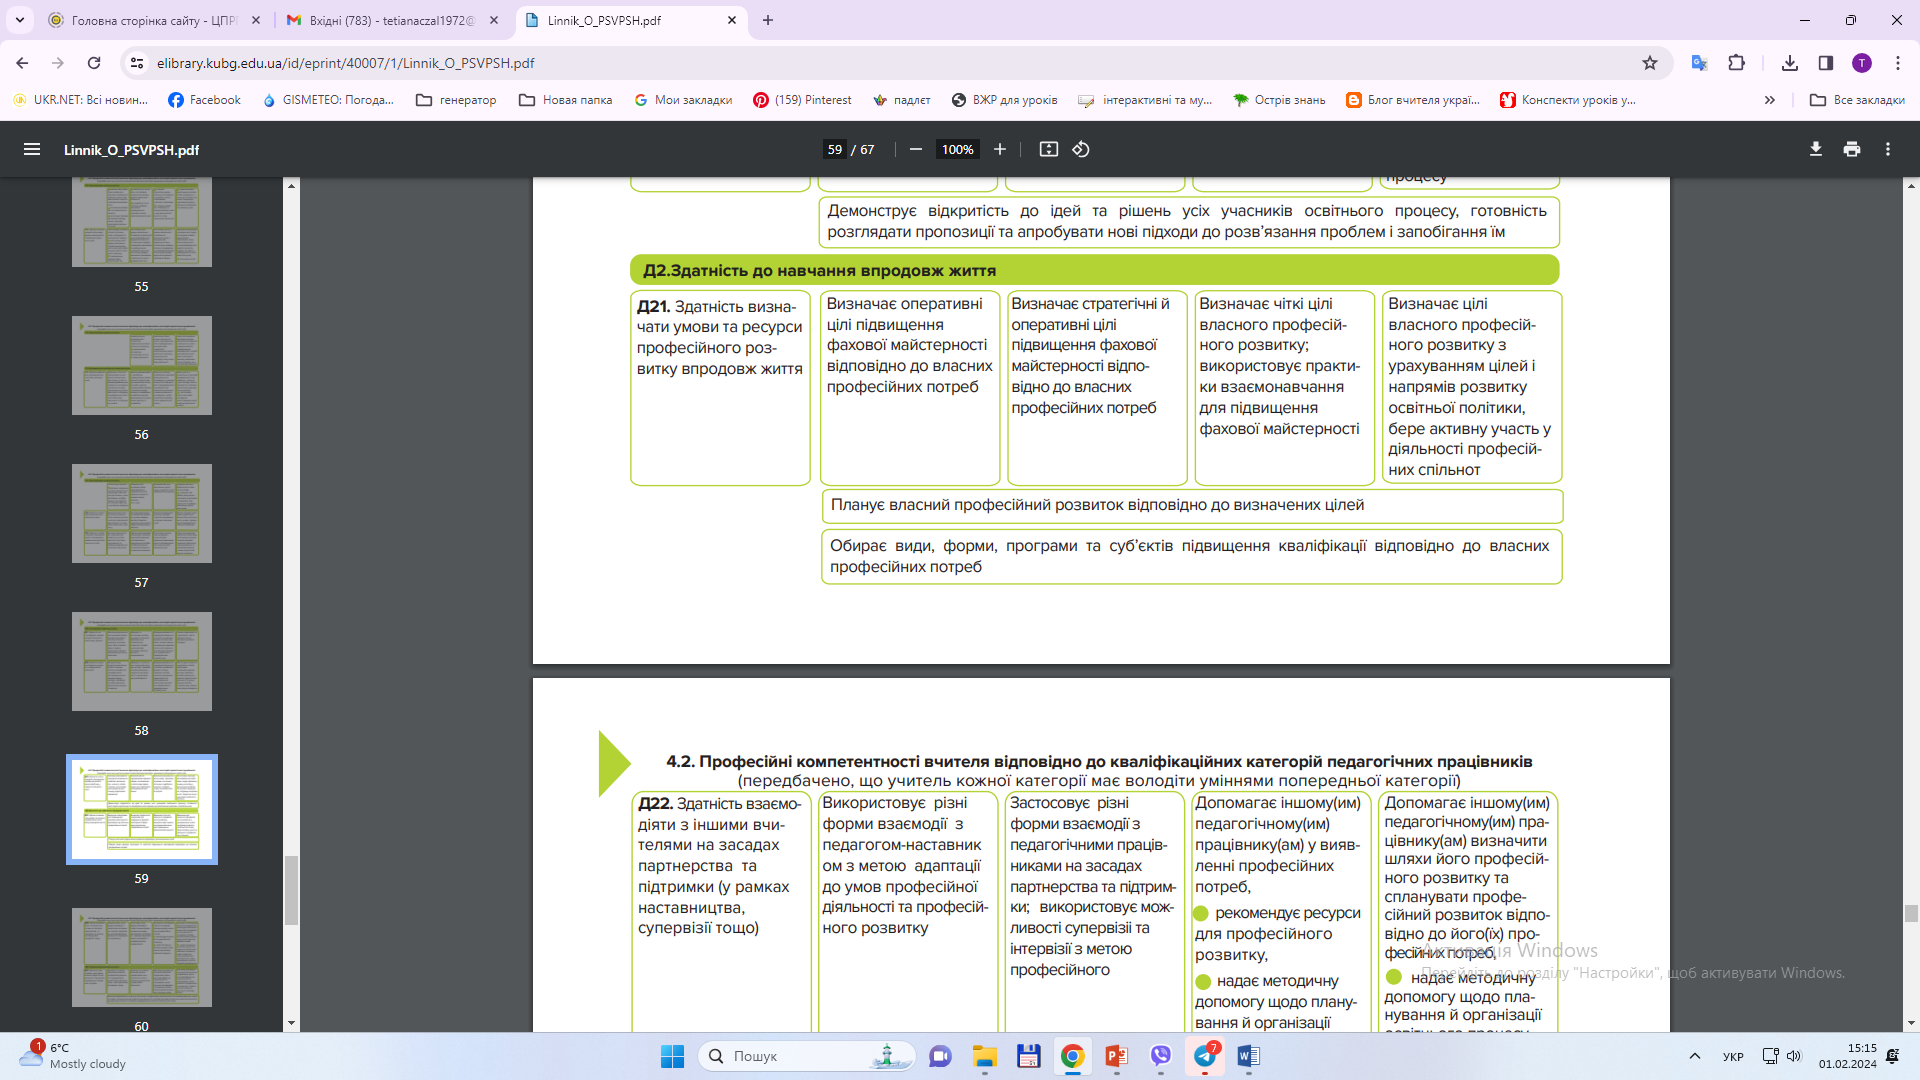 Головна сторінка сайту - ЦПРІ
Вхідні (783) - tetianaczal1972@
Linnik_O_PSVPSH.pdf
elibrary.kubg.edu.ua/id/eprint/40007/1/Linnik_O_PSVPSH.pdf
T
UKR.NET: Всі новин...
Facebook
GISMETEO: Погода...
генератор
Новая папка
Мои закладки
(159) Pinterest
падлєт
ВЖР для уроків
інтерактивні та му...
Острів знань
Блог вчителя украї...
Конспекти уроків у...
Все закладки
Linnik_O_PSVPSH.pdf
59 / 67
100%
55
56
57
58
59
60
процесу
Демонструє відкритість до ідей та рішень усіх учасників освітнього процесу, готовність
розглядати пропозиції та апробувати нові підходи до розв’язання проблем і запобігання їм
Д2.Здатність до навчання впродовж життя
Д21. Здатність визна-
чати умови та ресурси
професійного роз-
витку впродовж життя
Визначає оперативні
цілі підвищення
фахової майстерності
відповідно до власних
професійних потреб
Визначає стратегічні й
оперативні цілі
підвищення фахової
майстерності відпо-
відно до власних
професійних потреб
Визначає чіткі цілі
власного професій-
ного розвитку;
використовує практи-
ки взаємонавчання
для підвищення
фахової майстерності
Визначає цілі
власного професій-
ного розвитку з
урахуванням цілей і
напрямів розвитку
освітньої політики,
бере активну участь у
діяльності професій-
них спільнот
Планує власний професійний розвиток відповідно до визначених цілей
Обирає види, форми, програми та суб’єктів підвищення кваліфікації відповідно до власних
професійних потреб
4.2. Професійні компетентності вчителя відповідно до кваліфікаційних категорій педагогічних працівників
(передбачено, що учитель кожної категорії має володіти уміннями попередньої категорії)
Д22. Здатність взаємо-
діяти з іншими вчи-
телями на засадах
партнерства та
підтримки (у рамках
наставництва,
супервізії тощо)
Використовує різні
форми взаємодії з
педагогом-наставник
ом з метою адаптації
до умов професійної
діяльності та професій-
ного розвитку
Застосовує різні
форми взаємодії з
педагогічними праців-
никами на засадах
партнерства та підтрим-
ки; використовує мож-
ливості супервізії та
інтервізії з метою
професійного
Допомагає іншому(им)
педагогічному(им)
працівнику(ам) у вияв-
ленні професійних
потреб,
рекомендує ресурси
для професійного
розвитку,
надає методичну
допомогу щодо плану-
вання й організації
Допомагає іншому(им)
педагогічному(им) пра-
цівнику(ам) визначити
шляхи його професій-
ного розвитку та
спланувати профе-
сійний розвиток відпо-
відно до його(їх) про-
фесійних потреб,
надає методичну
допомогу щодо пла-
нування й організації
Активація Windows
Перейдіть до розділу "Настройки", щоб активувати Windows.
1
6°C
Mostly cloudy
Пошук
7
УКР
15:15
01.02.2024